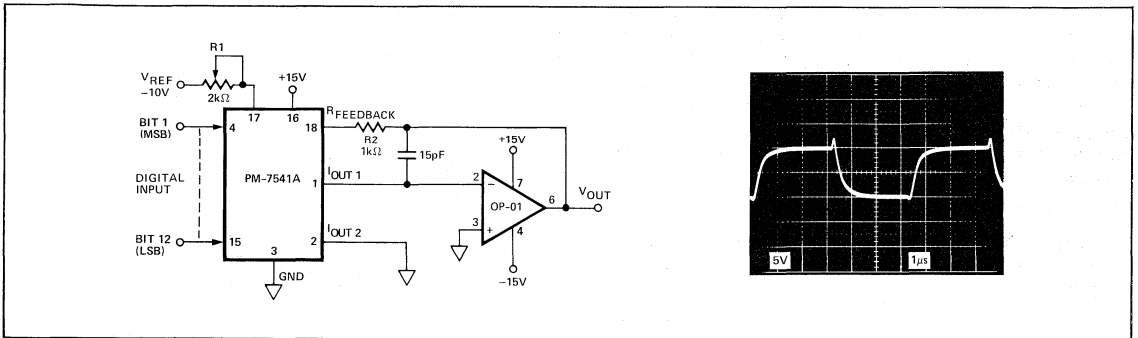 R1
VREF
-10V
2kΩ
+15V
17
16
RFEEDBACK
BIT 1
(MSB)
4
18
R2
1kΩ
15pF
+15V
DIGITAL
INPUT
PM-7541A
1
IOUT 1
2
-
7
OP-01
6
VOUT
BIT 12
(LSB)
15
2
IOUT 2
3
+
4
3
GND
-15V
5V
1μs